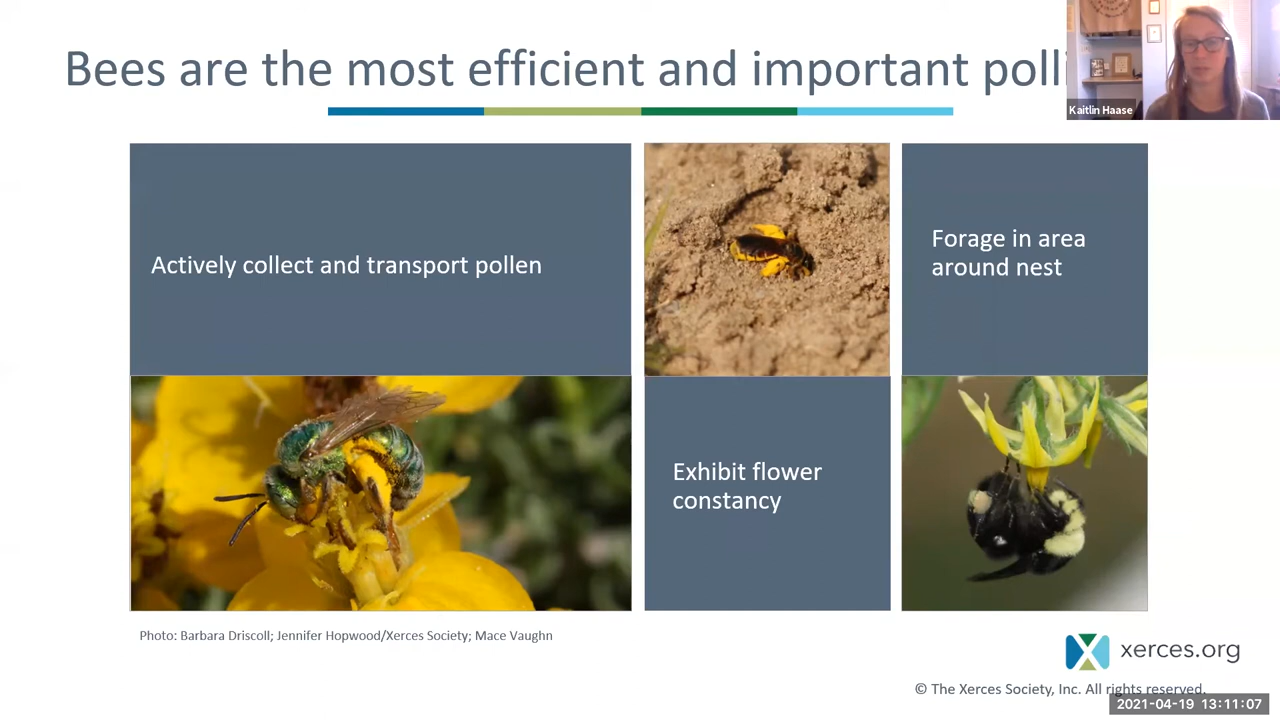 Bees are the most efficient and important
Kaitlin Haase
Actively collect and transport pollen
Forage in area
around nest
Exhibit flower
constancy
Photo: Barbara Driscoll; Jennifer Hopwood/Xerces Society; Mace Vaughn
xerces.org
© The Xerces Society, Inc. All rights reserved.
2021-04-19 13:11:07